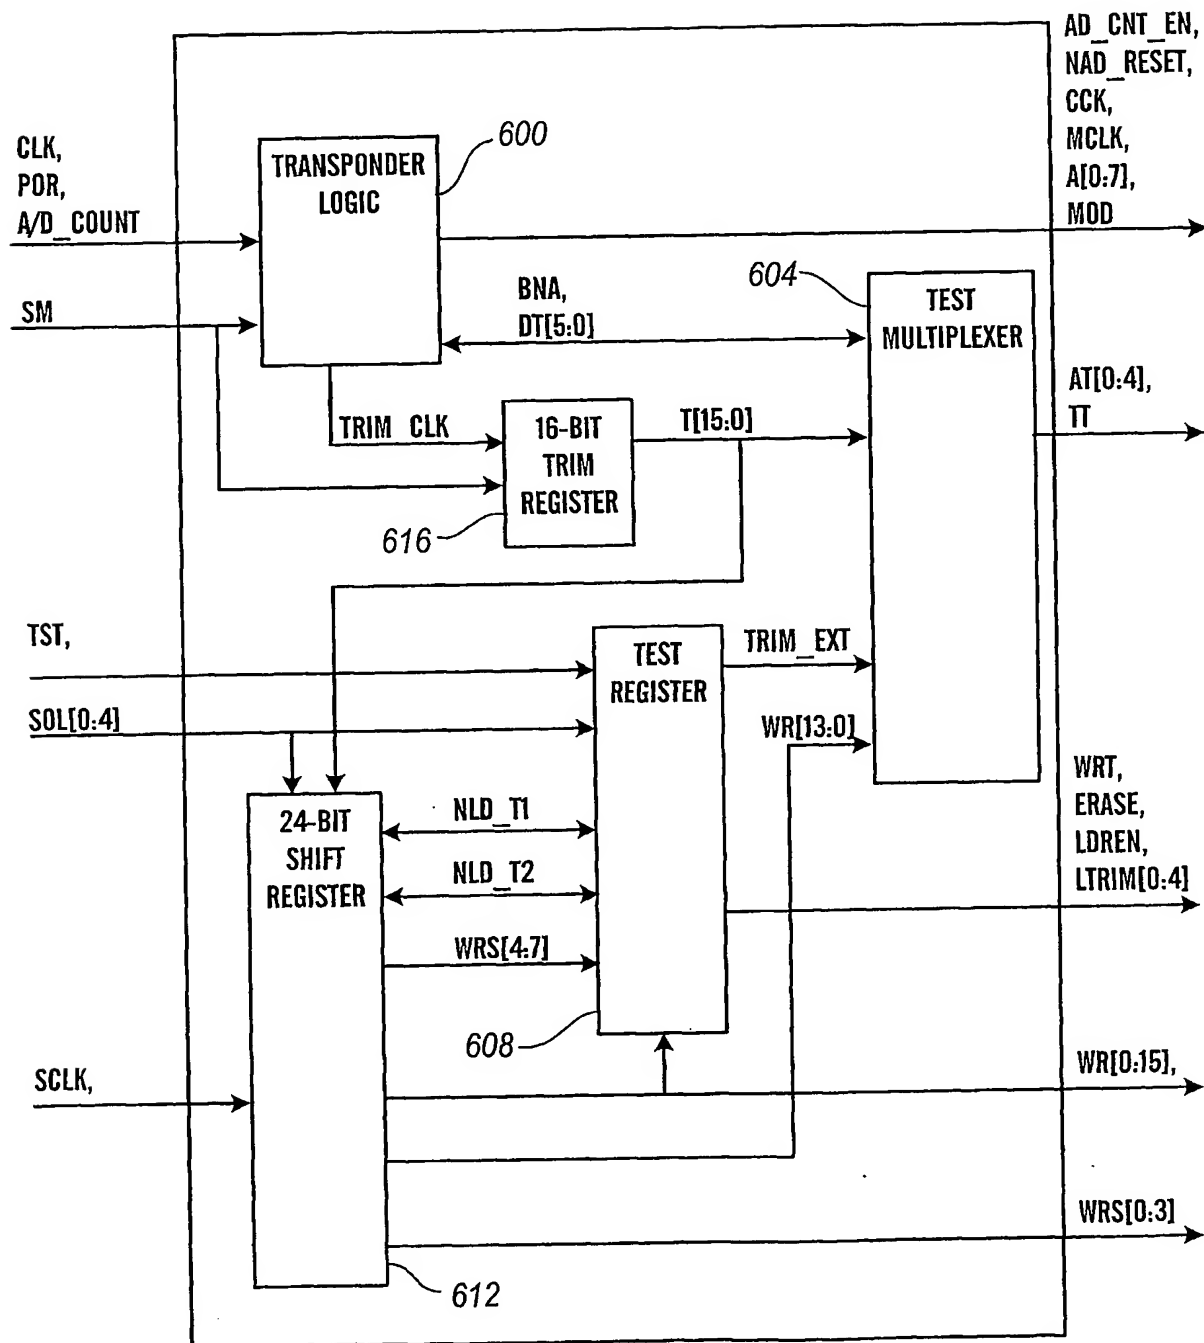 AD_CNT_EN,
NAD_RESET,
CCK,
MCLK,
A[0:7],
MOD
CLK,
POR,
A/D_COUNT
600
TRANSPONDER
LOGIC
SM
BNA,
DT[5:0]
604
TEST
MULTIPLEXER
AT[0:4],
TT
TRIM_CLK
16-BIT
TRIM
REGISTER
T[15:0]
616
TST,
SOL[0:4]
TEST
REGISTER
TRIM_EXT
WR[13:0]
24-BIT
SHIFT
REGISTER
NLD_T1
NLD_T2
WRS[4:7]
WRT,
ERASE,
LDREN,
LTRIM[0:4]
608
SCLK,
WR[0:15],
WRS[0:3]
612